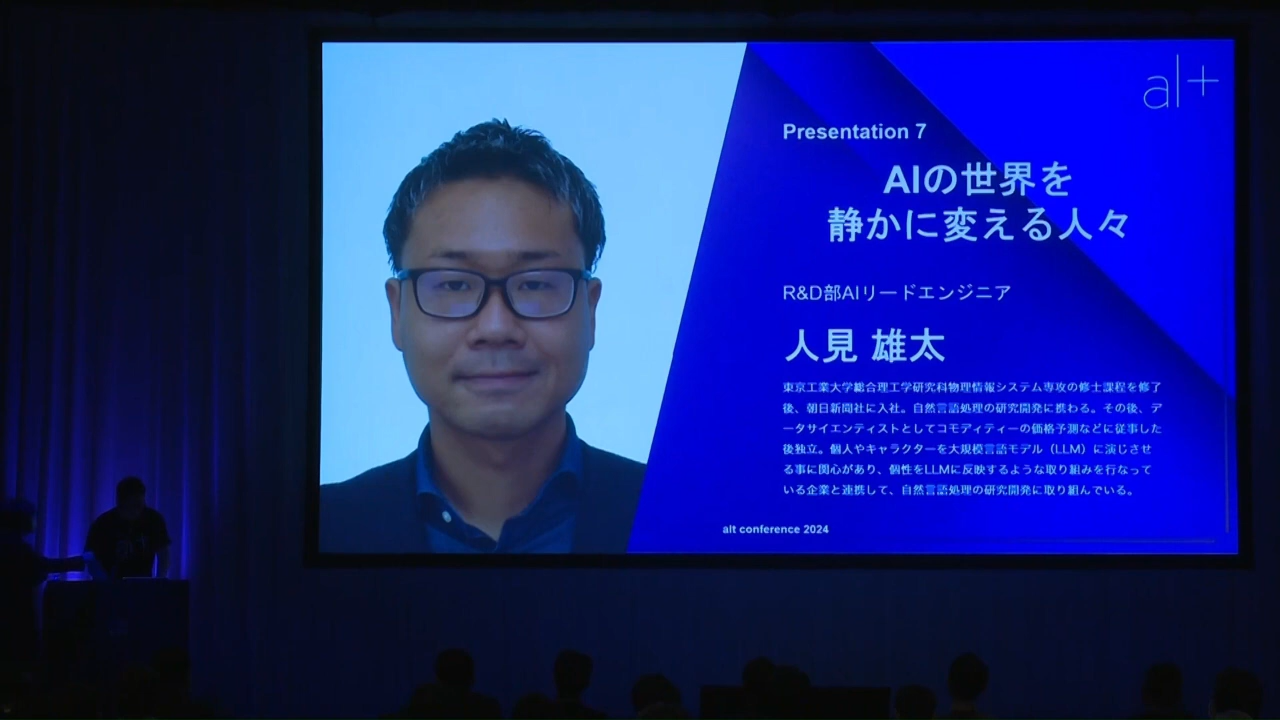 al+
Presentation 7
AIの世界を
静かに変える人々
R&D部AIリードエンジニア
人見 雄太
東京工業大学総合理工学研究科物理情報システム専攻の修士課程を修了
後、朝日新聞社に入社。自然言語処理の研究開発に携わる。その後、デ
ータサイエンティストとしてコモディティーの価格予測などに従事した
後独立。個人やキャラクターを大規模言語モデル（LLM）に演じさせ
る事に関心があり、個性をLLMに反映するような取り組みを行なって
いる企業と連携して、自然言語処理の研究開発に取り組んでいる。
alt conference 2024